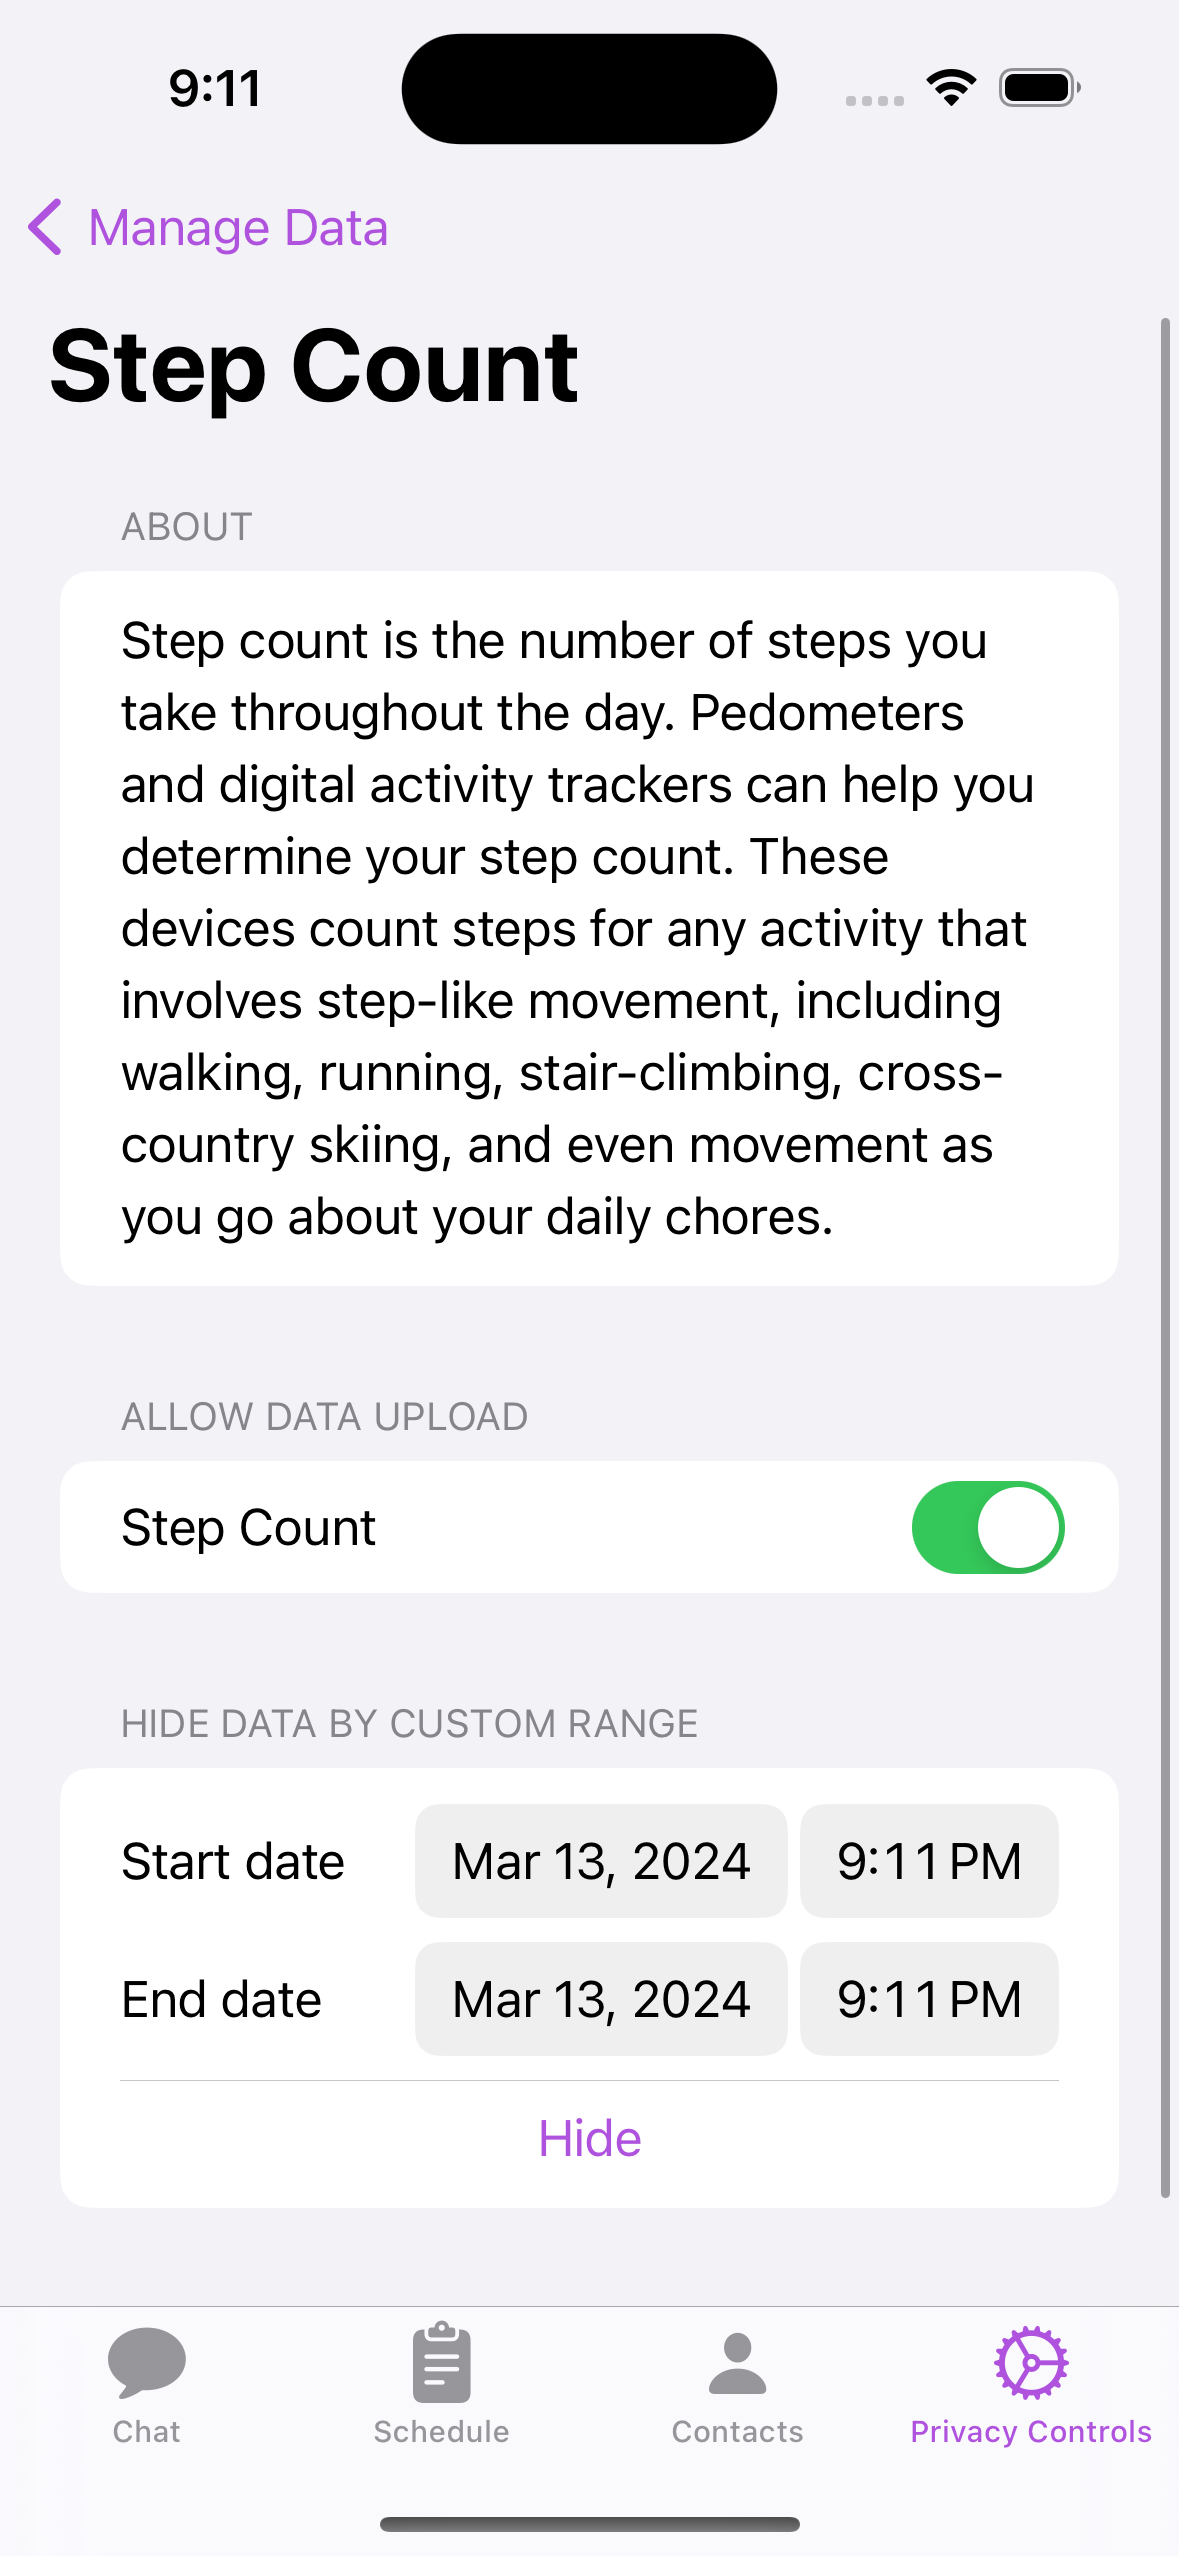 9:11
Manage Data
Step Count
ABOUT
Step count is the number of steps you
take throughout the day. Pedometers
and digital activity trackers can help you
determine your step count. These
devices count steps for any activity that
involves step-like movement, including
walking, running, stair-climbing, cross-
country skiing, and even movement as
you go about your daily chores.
ALLOW DATA UPLOAD
Step Count
HIDE DATA BY CUSTOM RANGE
Start date Mar 13, 2024 9:11 PM
End date Mar 13, 2024 9:11 PM
Hide
Chat Schedule Contacts Privacy Controls